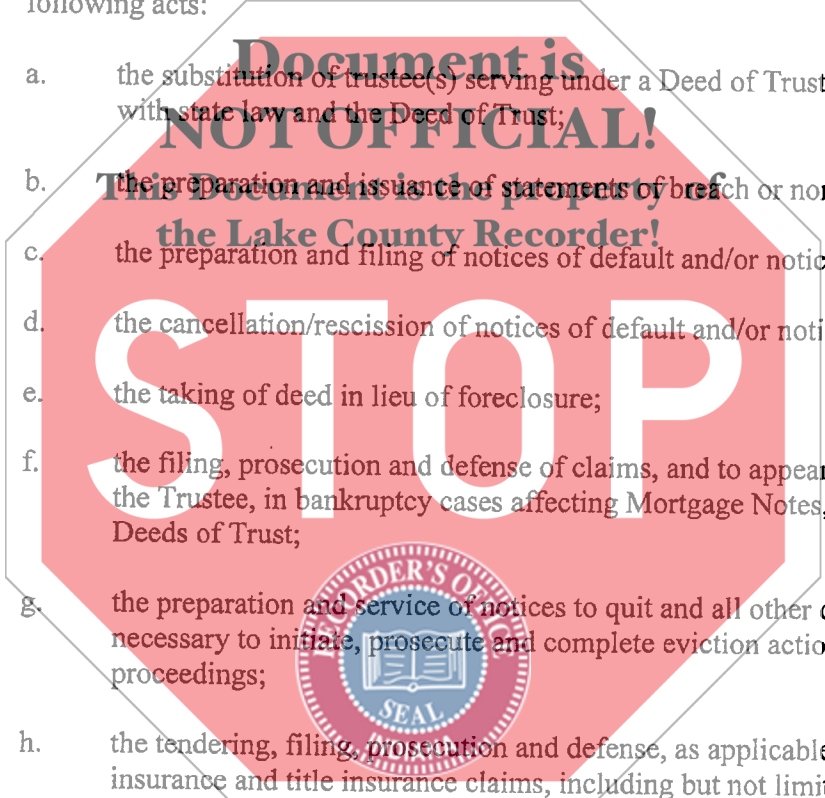 following acts:
Document is
a. the substitution of trustee(s) serving under a Deed of Trust
with state law and the Deed of Trust;
NOT OFFICIAL!
b. the preparation and issuance of statements of breach or
This Document is the property of
the Lake County Recorder!
c. the preparation and filing of notices of default and/or
d. the cancellation/rescission of notices of default and/or
STOP
e. the taking of deed in lieu of foreclosure;
f. the filing, prosecution and defense of claims, and to appear
the Trustee, in bankruptcy cases affecting Mortgage Notes,
Deeds of Trust;
RECORDER'S OFFICE
g. the preparation and service of notices to quit and all other
necessary to initiate, prosecute and complete eviction
proceedings;
SEAL
INDIANA
h. the tendering, filing, prosecution and defense, as applicable
insurance and title insurance claims, including but not